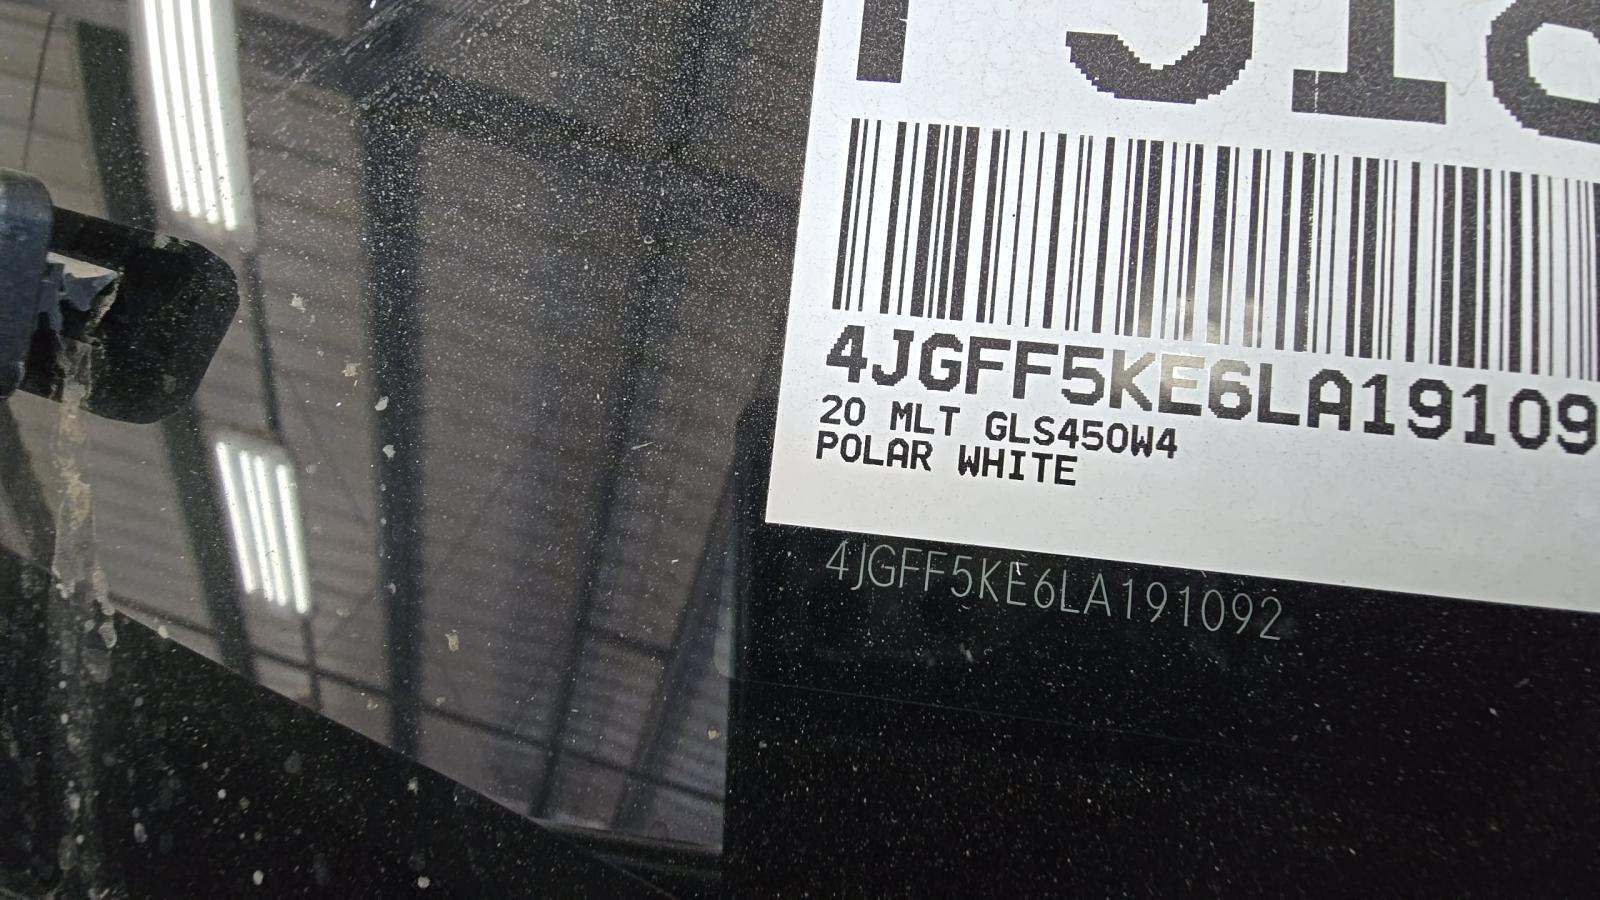 4JGFF5KE6LA19109
20 MLT GLS450W4
POLAR WHITE
4JGFF5KE6LA191092